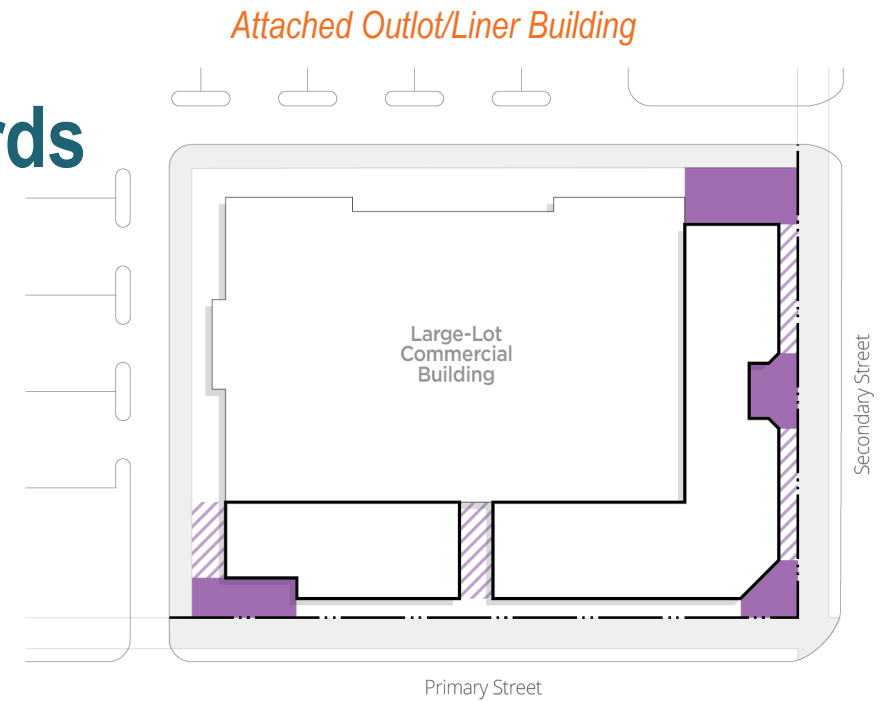 Attached Outlot/Liner Building
rds
Large-Lot
Commercial
Building
Secondary Street
Primary Street